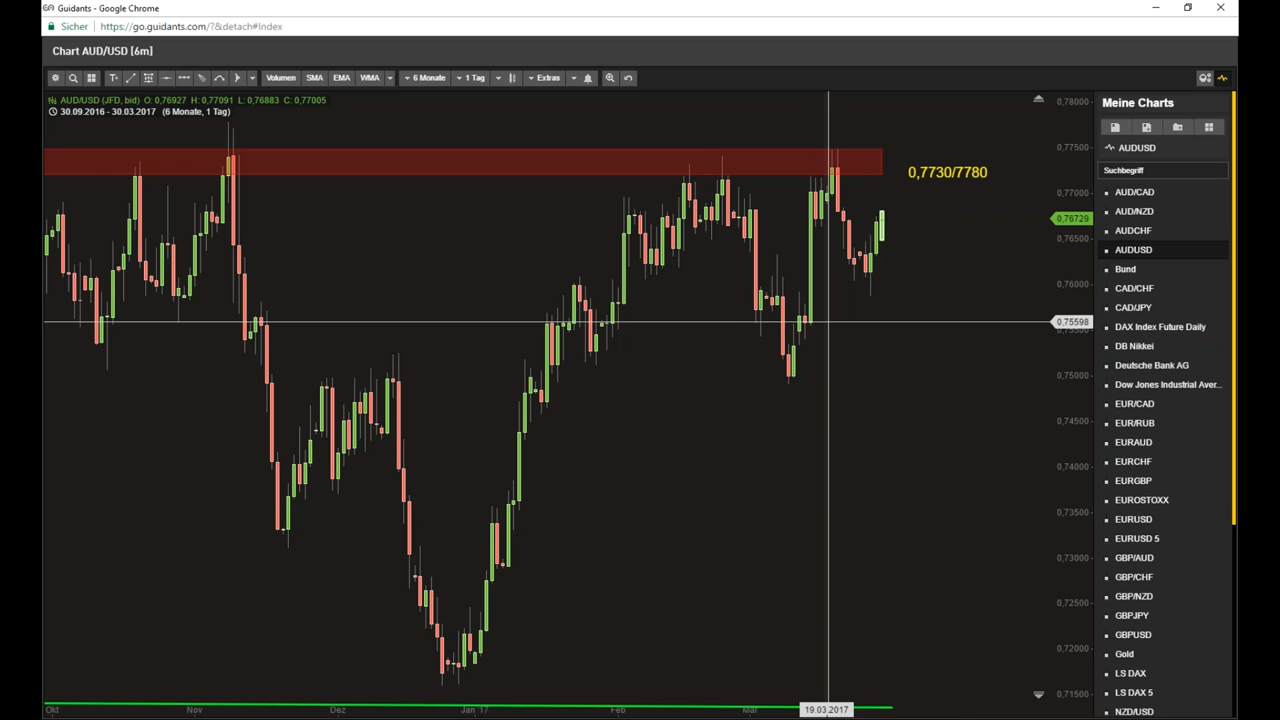 Guidants - Google Chrome
Sicher https://go.guidants.com/?&detach#Index
Chart AUD/USD [6m]
T+ Volumen SMA EMA WMA 6 Monate 1 Tag Extras
AUD/USD (JFD, bid) O: 0,76927 H: 0,77091 L: 0,76883 C: 0,77005
30.09.2016 - 30.03.2017 (6 Monate, 1 Tag)
0,7730/7780
0,78000
0,77500
0,77000
0,76729
0,76500
0,76000
0,75598
0,75000
0,74500
0,74000
0,73500
0,73000
0,72500
0,72000
0,71500
Okt Nov Dez Jan '17 Feb Mär 19.03.2017
Meine Charts
AUDUSD
Suchbegriff
AUD/CAD
AUD/NZD
AUDCHF
AUDUSD
Bund
CAD/CHF
CAD/JPY
DAX Index Future Daily
DB Nikkei
Deutsche Bank AG
Dow Jones Industrial Aver...
EUR/CAD
EUR/RUB
EURAUD
EURCHF
EURGBP
EUROSTOXX
EURUSD
EURUSD 5
GBP/AUD
GBP/CHF
GBP/NZD
GBPJPY
GBPUSD
Gold
LS DAX
LS DAX 5
NZD/USD